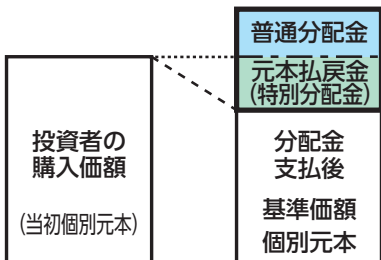 普通分配金
元本払戻金
(特別分配金)
投資者の
購入価額
(当初個別元本)
分配金
支払後
基準価額
個別元本